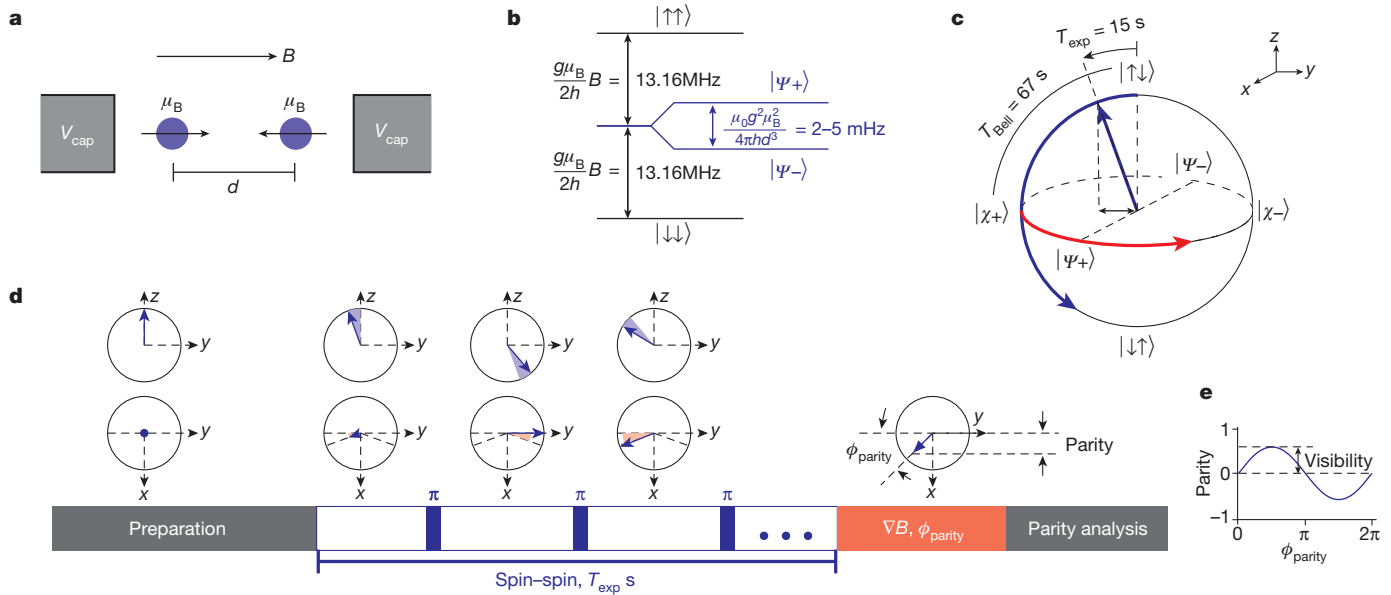 a
B
μB
μB
Vcap
Vcap
d
b
|↑↑⟩
gμB/2h B = 13.16MHz
|Ψ+⟩
μ0g²μB²/4πhd³ = 2–5 mHz
|Ψ−⟩
gμB/2h B = 13.16MHz
|↓↓⟩
c
Texp = 15 s
TBell = 67 s
|↑↓⟩
z
y
x
|Ψ−⟩
|χ+⟩
|χ−⟩
|Ψ+⟩
|↓↑⟩
d
z
z
z
z
y
y
y
y
y
y
y
y
y
x
x
x
x
x
ϕparity
Parity
π
π
π
Preparation
∇B, ϕparity
Parity analysis
Spin–spin, Texp s
e
1
0
−1
Parity
Visibility
0
π
2π
ϕparity